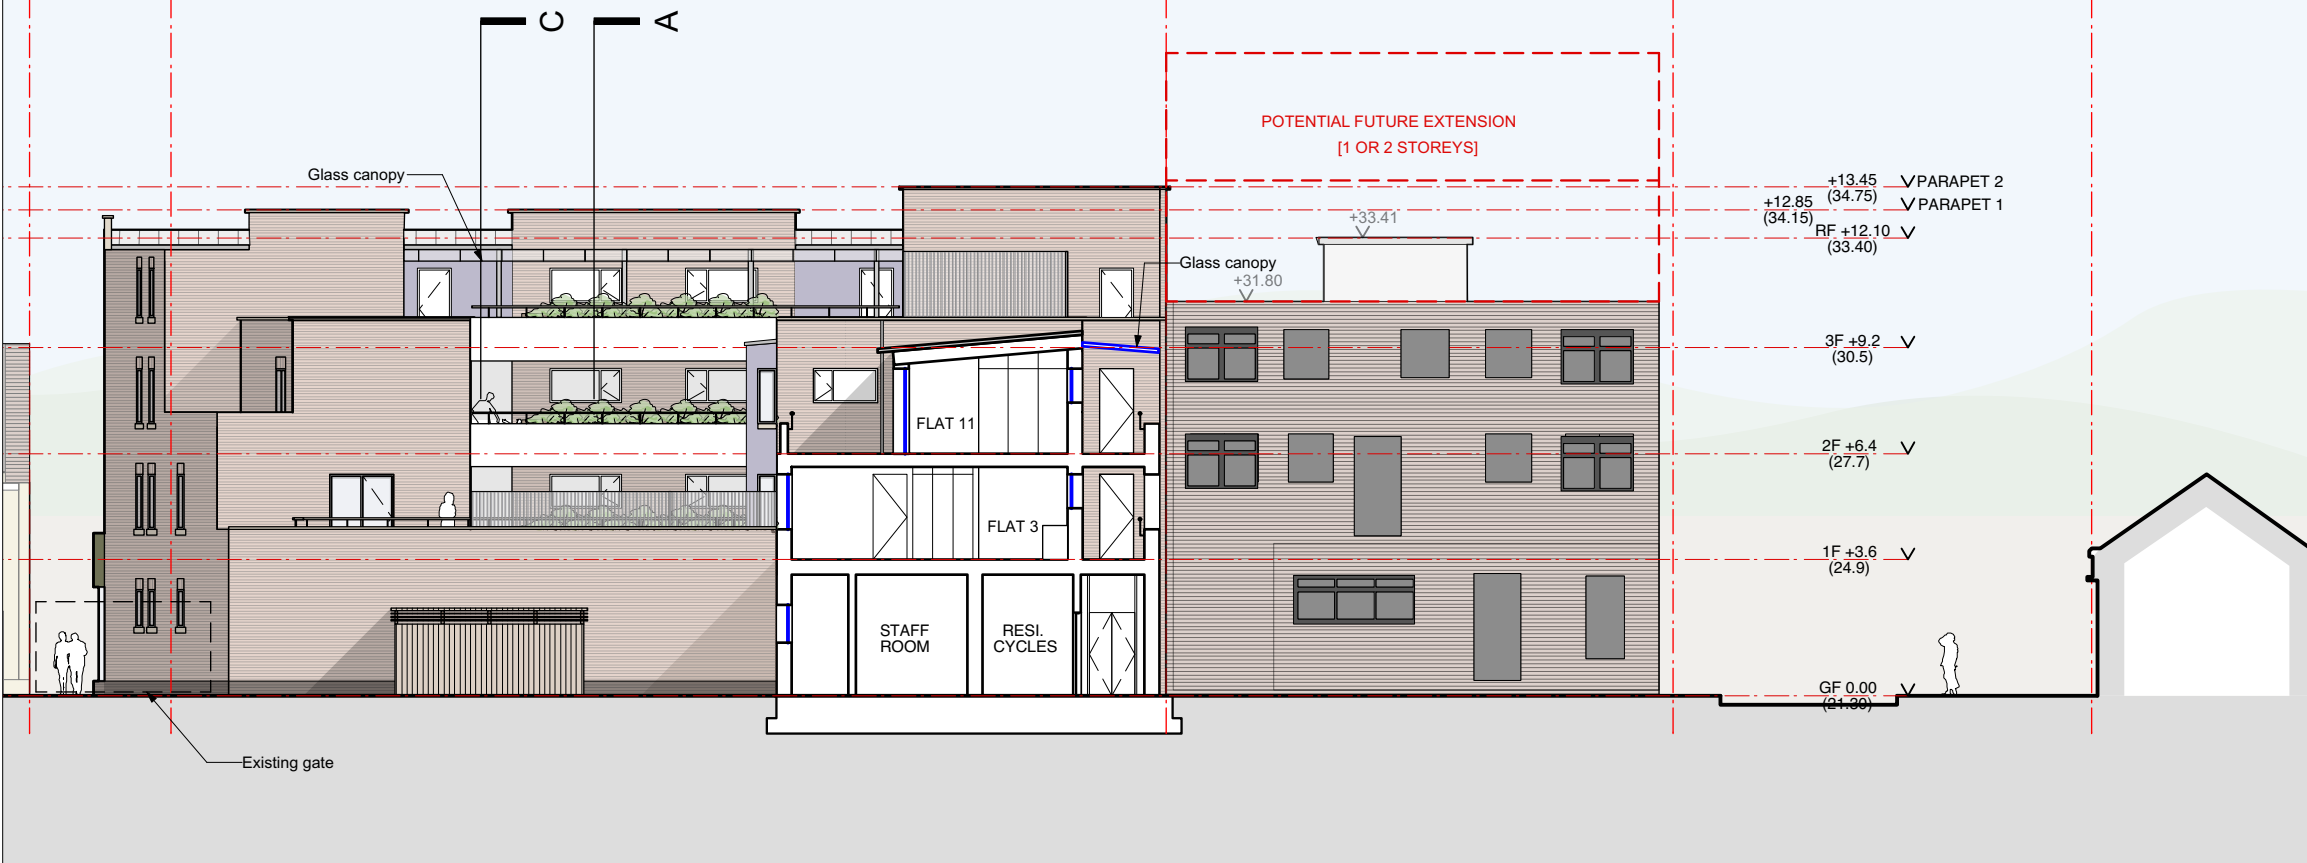 C
A
POTENTIAL FUTURE EXTENSION
[1 OR 2 STOREYS]
Glass canopy
+13.45
(34.75)
PARAPET 2
+12.85
(34.15)
PARAPET 1
+33.41
RF +12.10
(33.40)
Glass canopy
+31.80
3F +9.2
(30.5)
FLAT 11
2F +6.4
(27.7)
FLAT 3
1F +3.6
(24.9)
STAFF
ROOM
RESI.
CYCLES
GF 0.00
(21.30)
Existing gate